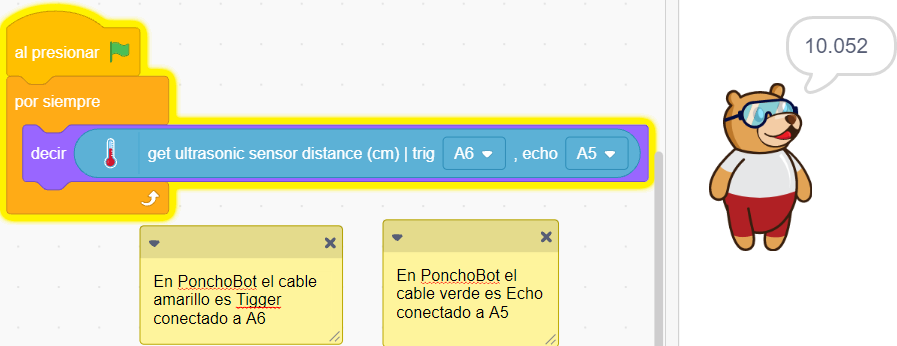 al presionar
por siempre
decir get ultrasonic sensor distance (cm) | trig A6 , echo A5
10.052
En PonchoBot el cable
amarillo es Tigger
conectado a A6
En PonchoBot el
cable verde es Echo
conectado a A5